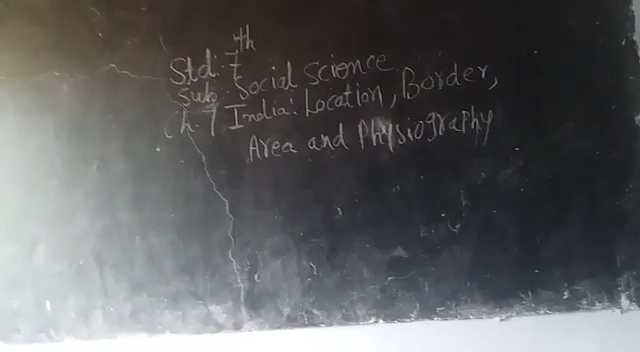 Std: 7th
Sub: Social Science
Ch. 7 India: Location, Border,
Area and Physiography